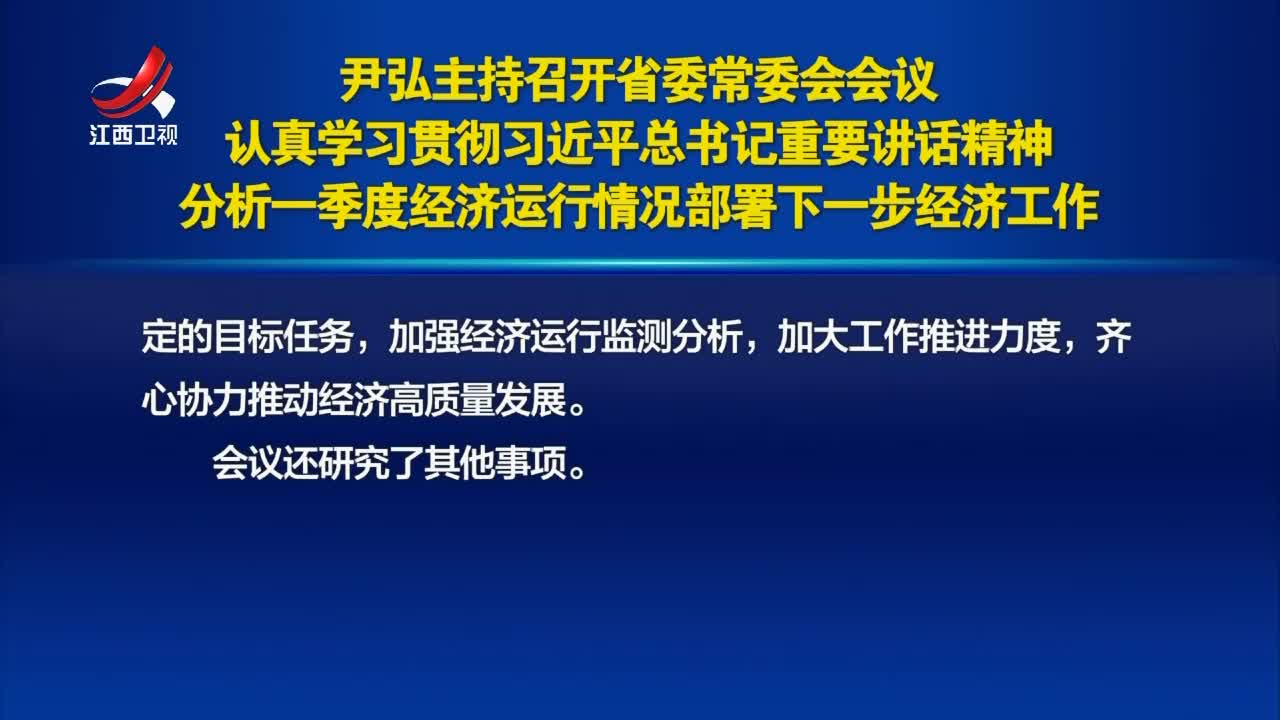 江西卫视
尹弘主持召开省委常委会会议
认真学习贯彻习近平总书记重要讲话精神
分析一季度经济运行情况部署下一步经济工作
定的目标任务，加强经济运行监测分析，加大工作推进力度，齐
心协力推动经济高质量发展。
会议还研究了其他事项。